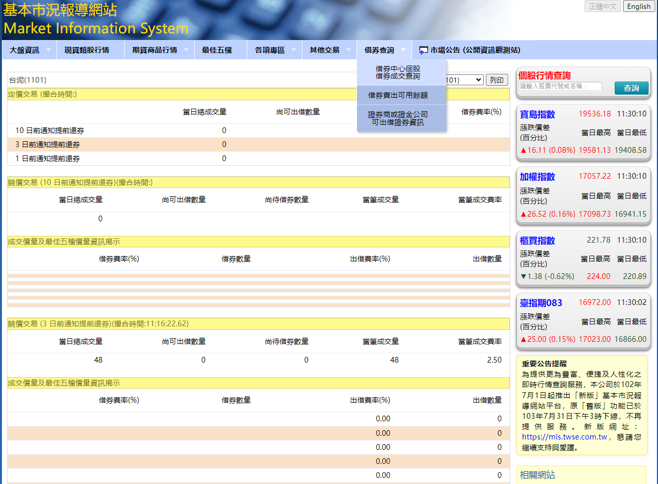 基本市況報導網站
Market Information System
正體中文 English
大盤資訊 現貨類股行情 期貨商品行情 最佳五檔 各項專區 其他交易 借券查詢 市場公告 (公開資訊觀測站)
借券中心個股
借券成交查詢
借券賣出可用餘額
證券商或證金公司
可出借證券資訊
台泥(1101)
1101) 列印
定價交易 (撮合時間:)
當日總成交量 尚可出借數量 借券費率(%)
10 日前通知提前還券 0
3 日前通知提前還券 0
1 日前通知提前還券 0
競價交易 (10 日前通知提前還券)(撮合時間:)
當日總成交量 尚可出借數量 尚待借券數量 當筆成交數量 當筆成交費率
0
成交價量及最佳五檔價量資訊揭示
借券費率(%) 借券數量 出借費率(%) 出借數量
競價交易 (3 日前通知提前還券)(撮合時間:11:16:22.62)
當日總成交量 尚可出借數量 尚待借券數量 當筆成交數量 當筆成交費率
48 0 0 48 2.50
成交價量及最佳五檔價量資訊揭示
借券費率(%) 借券數量 出借費率(%) 出借數量
0.00 0
0.00 0
0.00 0
0.00 0
0.00 0
個股行情查詢
請輸入股票代號或名稱 查詢
寶島指數 19536.18 11:30:10
漲跌價差
(百分比) 當日最高 當日最低
▲16.11 (0.08%) 19581.13 19408.58
加權指數 17057.22 11:30:10
漲跌價差
(百分比) 當日最高 當日最低
▲26.52 (0.16%) 17098.73 16941.15
櫃買指數 221.78 11:30:10
漲跌價差
(百分比) 當日最高 當日最低
▼1.38 (-0.62%) 224.00 220.89
臺指期083 16972.00 11:30:02
漲跌價差
(百分比) 當日最高 當日最低
▲25.00 (0.15%) 17023.00 16866.00
重要公告提醒
為提供更為豐富、便捷及人性化之
即時行情查詢服務，本公司於102年
7月1日起推出「新版」基本市況報
導網站平台，原「舊版」功能已於
103年7月31日下午3時下線，不再
提供服務。新版網址：
https://mis.twse.com.tw，懇請您
繼續支持與愛護。
相關網站